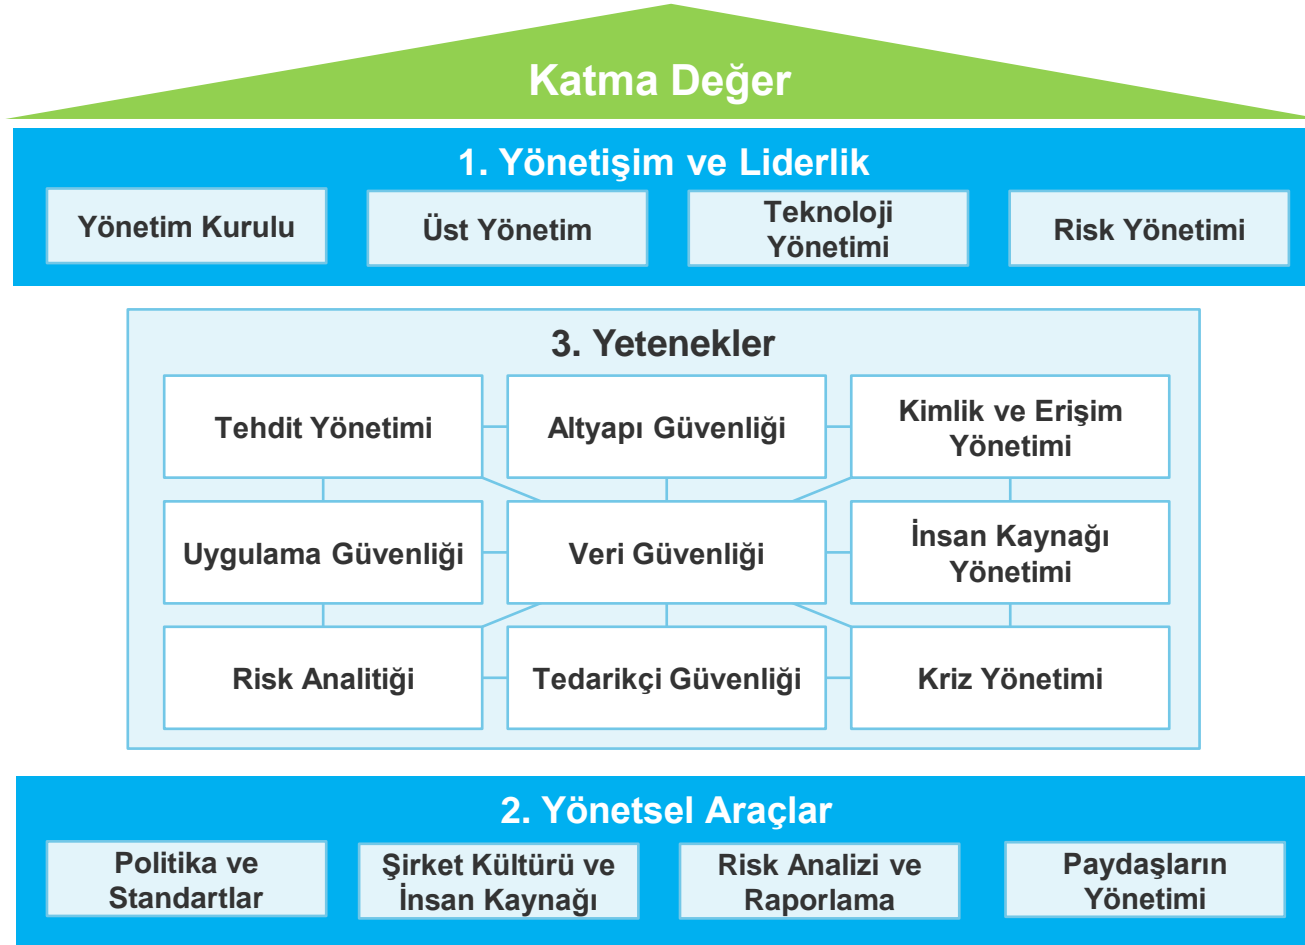 Katma Değer
1. Yönetişim ve Liderlik
Yönetim Kurulu
Üst Yönetim
Teknoloji
Yönetimi
Risk Yönetimi
3. Yetenekler
Tehdit Yönetimi
Altyapı Güvenliği
Kimlik ve Erişim
Yönetimi
Uygulama Güvenliği
Veri Güvenliği
İnsan Kaynağı
Yönetimi
Risk Analitiği
Tedarikçi Güvenliği
Kriz Yönetimi
2. Yönetsel Araçlar
Politika ve
Standartlar
Şirket Kültürü ve
İnsan Kaynağı
Risk Analizi ve
Raporlama
Paydaşların
Yönetimi